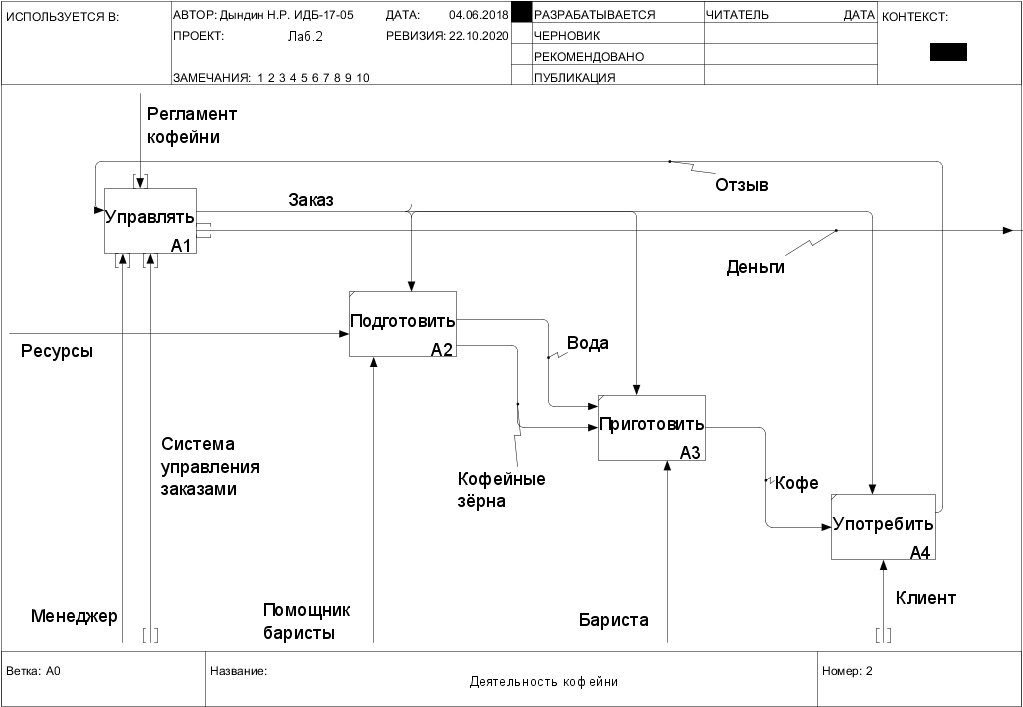 ИСПОЛЬЗУЕТСЯ В:
АВТОР: Дындин Н.Р. ИДБ-17-05
ДАТА: 04.06.2018
РАЗРАБАТЫВАЕТСЯ
ЧИТАТЕЛЬ
ДАТА
КОНТЕКСТ:
ПРОЕКТ: Лаб.2
РЕВИЗИЯ: 22.10.2020
ЧЕРНОВИК
РЕКОМЕНДОВАНО
ЗАМЕЧАНИЯ: 1 2 3 4 5 6 7 8 9 10
ПУБЛИКАЦИЯ
Регламент
кофейни
Отзыв
Заказ
Управлять
A1
Деньги
Подготовить
A2
Ресурсы
Вода
Приготовить
A3
Система
управления
заказами
Кофейные
зёрна
Кофе
Употребить
A4
Клиент
Менеджер
Помощник
баристы
Бариста
Ветка: A0
Название:
Деятельность кофейни
Номер: 2